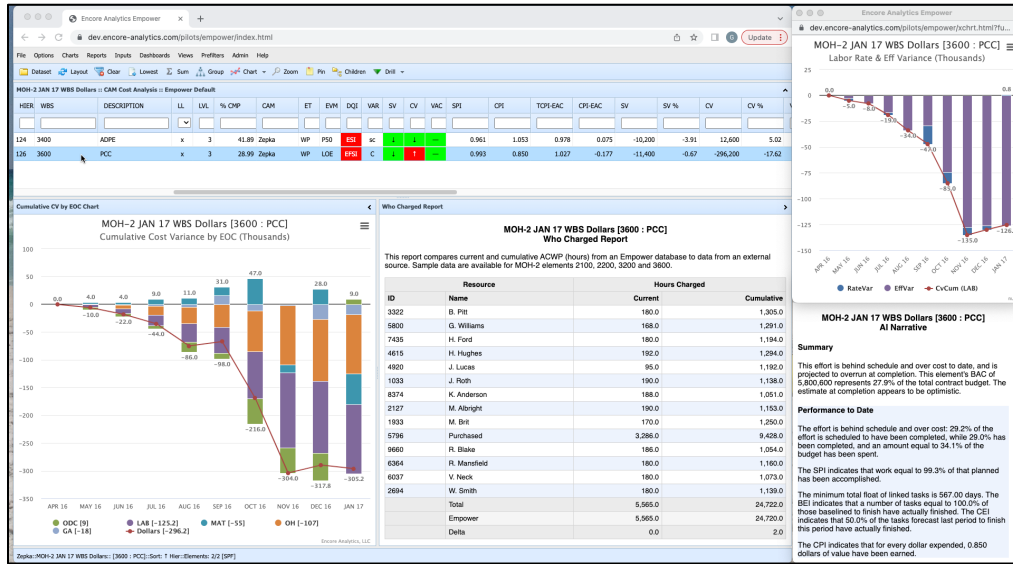 Encore Analytics Empower
dev.encore-analytics.com/pilots/empower/index.html
Update
File Options Charts Reports Inputs Dashboards Views Prefilters Admin Help
Dataset Layout Clear Lowest Σ Sum Group Chart Zoom Pin Children Drill
MOH-2 JAN 17 WBS Dollars :: CAM Cost Analysis :: Empower Default
HIER WBS DESCRIPTION LL LVL % CMP CAM ET EVM DQI VAR SV CV VAC SPI CPI TCPI-EAC CPI-EAC SV SV % CV CV %
124 3400 ADPE x 3 41.89 Zepka WP P50 ESI sc ↓ ↓ — 0.961 1.053 0.978 0.075 -10,200 -3.91 12,600 5.02
126 3600 PCC x 3 28.99 Zepka WP LOE EFSI C ↓ ↑ — 0.993 0.850 1.027 -0.177 -11,400 -0.67 -296,200 -17.62
Cumulative CV by EOC Chart
MOH-2 JAN 17 WBS Dollars [3600 : PCC]
Cumulative Cost Variance by EOC (Thousands)
100
50
0
-50
-100
-150
-200
-250
-300
-350
0.0 4.0 4.0 9.0 11.0 31.0 47.0 28.0 9.0
-10.0 -22.0 -44.0 -86.0 -98.0 -216.0 -304.0 -317.8 -305.2
APR 16 MAY 16 JUN 16 JUL 16 AUG 16 SEP 16 OCT 16 NOV 16 DEC 16 JAN 17
ODC [9] LAB [-125.2] MAT [-55] OH [-107]
GA [-18] Dollars [-296.2]
Encore Analytics, LLC
Who Charged Report
MOH-2 JAN 17 WBS Dollars [3600 : PCC]
Who Charged Report
This report compares current and cumulative ACWP (hours) from an Empower database to data from an external
source. Sample data are available for MOH-2 elements 2100, 2200, 3200 and 3600.
Resource Hours Charged
ID Name Current Cumulative
3322 B. Pitt 180.0 1,305.0
5800 G. Williams 168.0 1,291.0
7435 H. Ford 180.0 1,194.0
4615 H. Hughes 192.0 1,294.0
4920 J. Lucas 95.0 1,192.0
1033 J. Roth 190.0 1,138.0
8374 K. Anderson 188.0 1,051.0
2127 M. Albright 190.0 1,153.0
1933 M. Brit 170.0 1,250.0
5796 Purchased 3,286.0 9,428.0
9660 R. Blake 186.0 1,054.0
6364 R. Mansfield 180.0 1,160.0
6037 V. Neck 180.0 1,073.0
2694 W. Smith 180.0 1,139.0
Total 5,565.0 24,722.0
Empower 5,565.0 24,720.0
Delta 0.0 2.0
Zepka::MOH-2 JAN 17 WBS Dollars:: [3600 : PCC]::Sort: ↑ Hier::Elements: 2/2 [SPF]
Encore Analytics Empower
dev.encore-analytics.com/pilots/empower/xchrt.html?fu...
MOH-2 JAN 17 WBS Dollars [3600 : PCC]
Labor Rate & Eff Variance (Thousands)
25
0
-25
-50
-75
-100
-125
-150
0.0 -5.0 -8.0 -19.0 -34.0 -47.0 -85.0 -135.0 -126. 0.8
APR 16 MAY 16 JUN 16 JUL 16 AUG 16 SEP 16 OCT 16 NOV 16 DEC 16 JAN 17
RateVar EffVar CvCum (LAB)
MOH-2 JAN 17 WBS Dollars [3600 : PCC]
AI Narrative
Summary
This effort is behind schedule and over cost to date, and is
projected to overrun at completion. This element's BAC of
5,800,600 represents 27.9% of the total contract budget. The
estimate at completion appears to be optimistic.
Performance to Date
The effort is behind schedule and over cost: 29.2% of the
effort is scheduled to have been completed, while 29.0% has
been completed, and an amount equal to 34.1% of the
budget has been spent.
The SPI indicates that work equal to 99.3% of that planned
has been accomplished.
The minimum total float of linked tasks is 567.00 days. The
BEI indicates that a number of tasks equal to 100.0% of
those baselined to finish have actually finished. The CEI
indicates that 50.0% of the tasks forecast last period to finish
this period have actually finished.
The CPI indicates that for every dollar expended, 0.850
dollars of value have been earned.